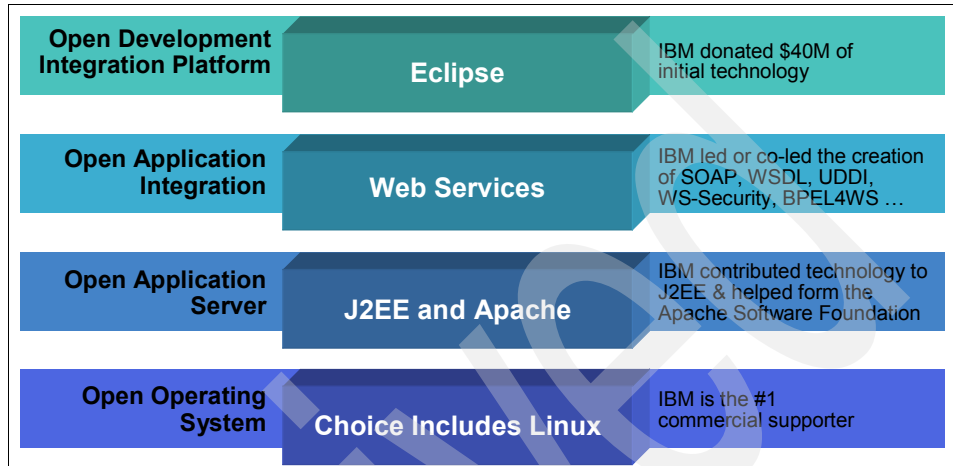 Open Development
Integration Platform
Eclipse
IBM donated $40M of
initial technology
Open Application
Integration
Web Services
IBM led or co-led the creation
of SOAP, WSDL, UDDI,
WS-Security, BPEL4WS …
Open Application
Server
J2EE and Apache
IBM contributed technology to
J2EE & helped form the
Apache Software Foundation
Open Operating
System
Choice Includes Linux
IBM is the #1
commercial supporter